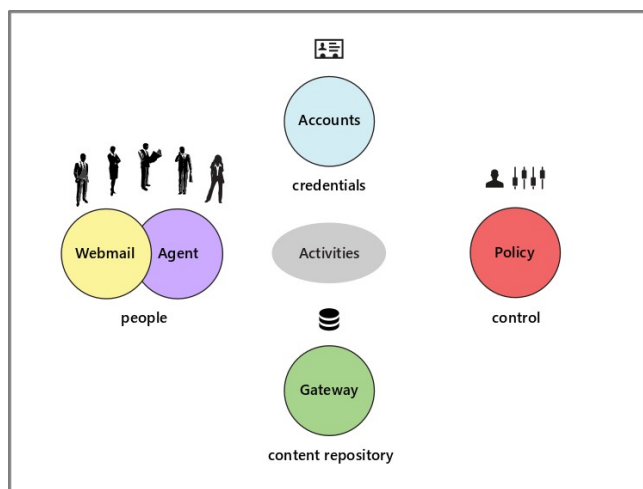 Accounts
credentials
Webmail
Agent
Activities
Policy
people
control
Gateway
content repository